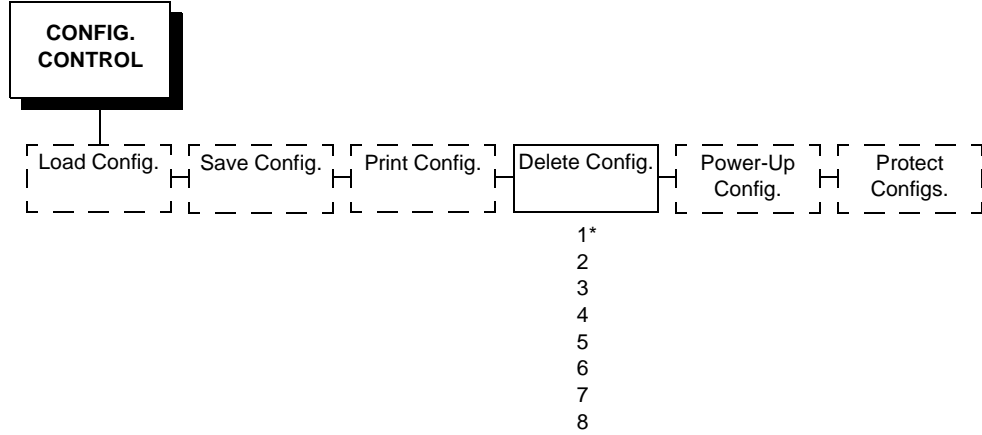 CONFIG.
CONTROL
Load Config.
Save Config.
Print Config.
Delete Config.
Power-Up
Config.
Protect
Configs.
1*
2
3
4
5
6
7
8